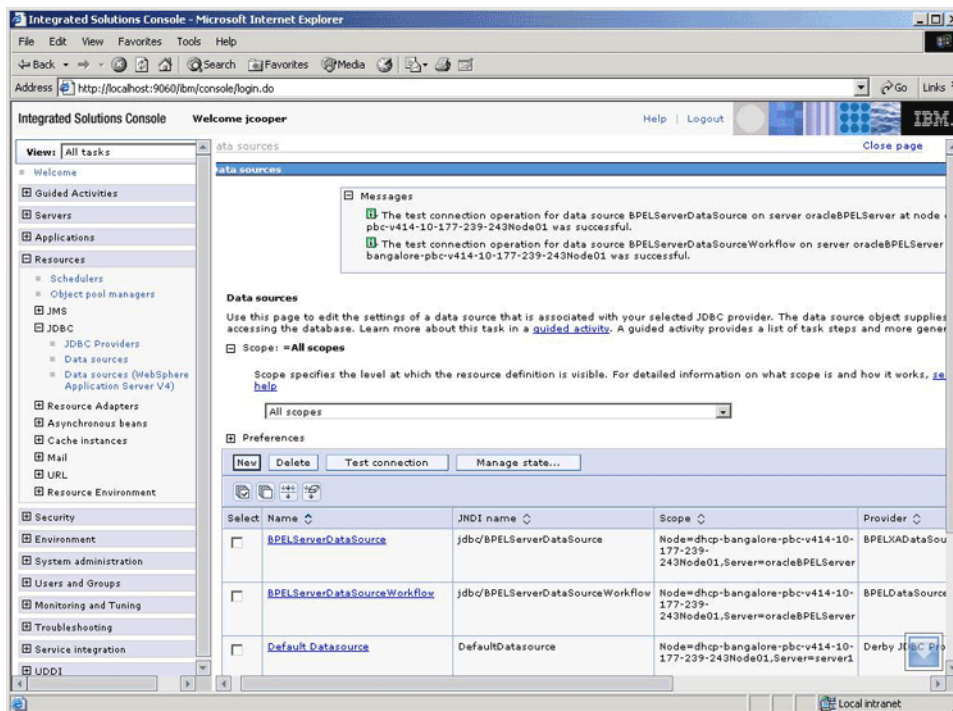 Integrated Solutions Console - Microsoft Internet Explorer
File Edit View Favorites Tools Help
Back Search Favorites Media
Address http://localhost:9060/ibm/console/login.do Go Links
Integrated Solutions Console Welcome jcooper Help | Logout IBM.
View: All tasks
Welcome
Guided Activities
Servers
Applications
Resources
Schedulers
Object pool managers
JMS
JDBC
JDBC Providers
Data sources
Data sources (WebSphere
Application Server V4)
Resource Adapters
Asynchronous beans
Cache instances
Mail
URL
Resource Environment
Security
Environment
System administration
Users and Groups
Monitoring and Tuning
Troubleshooting
Service integration
UDDI
ata sources Close page
ata sources
Messages
The test connection operation for data source BPELServerDataSource on server oracleBPELServer at node
pbc-v414-10-177-239-243Node01 was successful.
The test connection operation for data source BPELServerDataSourceWorkflow on server oracleBPELServer
bangalore-pbc-v414-10-177-239-243Node01 was successful.
Data sources
Use this page to edit the settings of a data source that is associated with your selected JDBC provider. The data source object supplies
accessing the database. Learn more about this task in a guided activity. A guided activity provides a list of task steps and more gener
Scope: =All scopes
Scope specifies the level at which the resource definition is visible. For detailed information on what scope is and how it works, se
help
All scopes
Preferences
New Delete Test connection Manage state...
Select Name JNDI name Scope Provider
BPELServerDataSource jdbc/BPELServerDataSource Node=dhcp-bangalore-pbc-v414-10- BPELXADataSou
177-239-
243Node01,Server=oracleBPELServer
BPELServerDataSourceWorkflow jdbc/BPELServerDataSourceWorkflow Node=dhcp-bangalore-pbc-v414-10- BPELDataSource
177-239-
243Node01,Server=oracleBPELServer
Default Datasource DefaultDatasource Node=dhcp-bangalore-pbc-v414-10- Derby JDBC Pro
177-239-243Node01,Server=server1
Local intranet